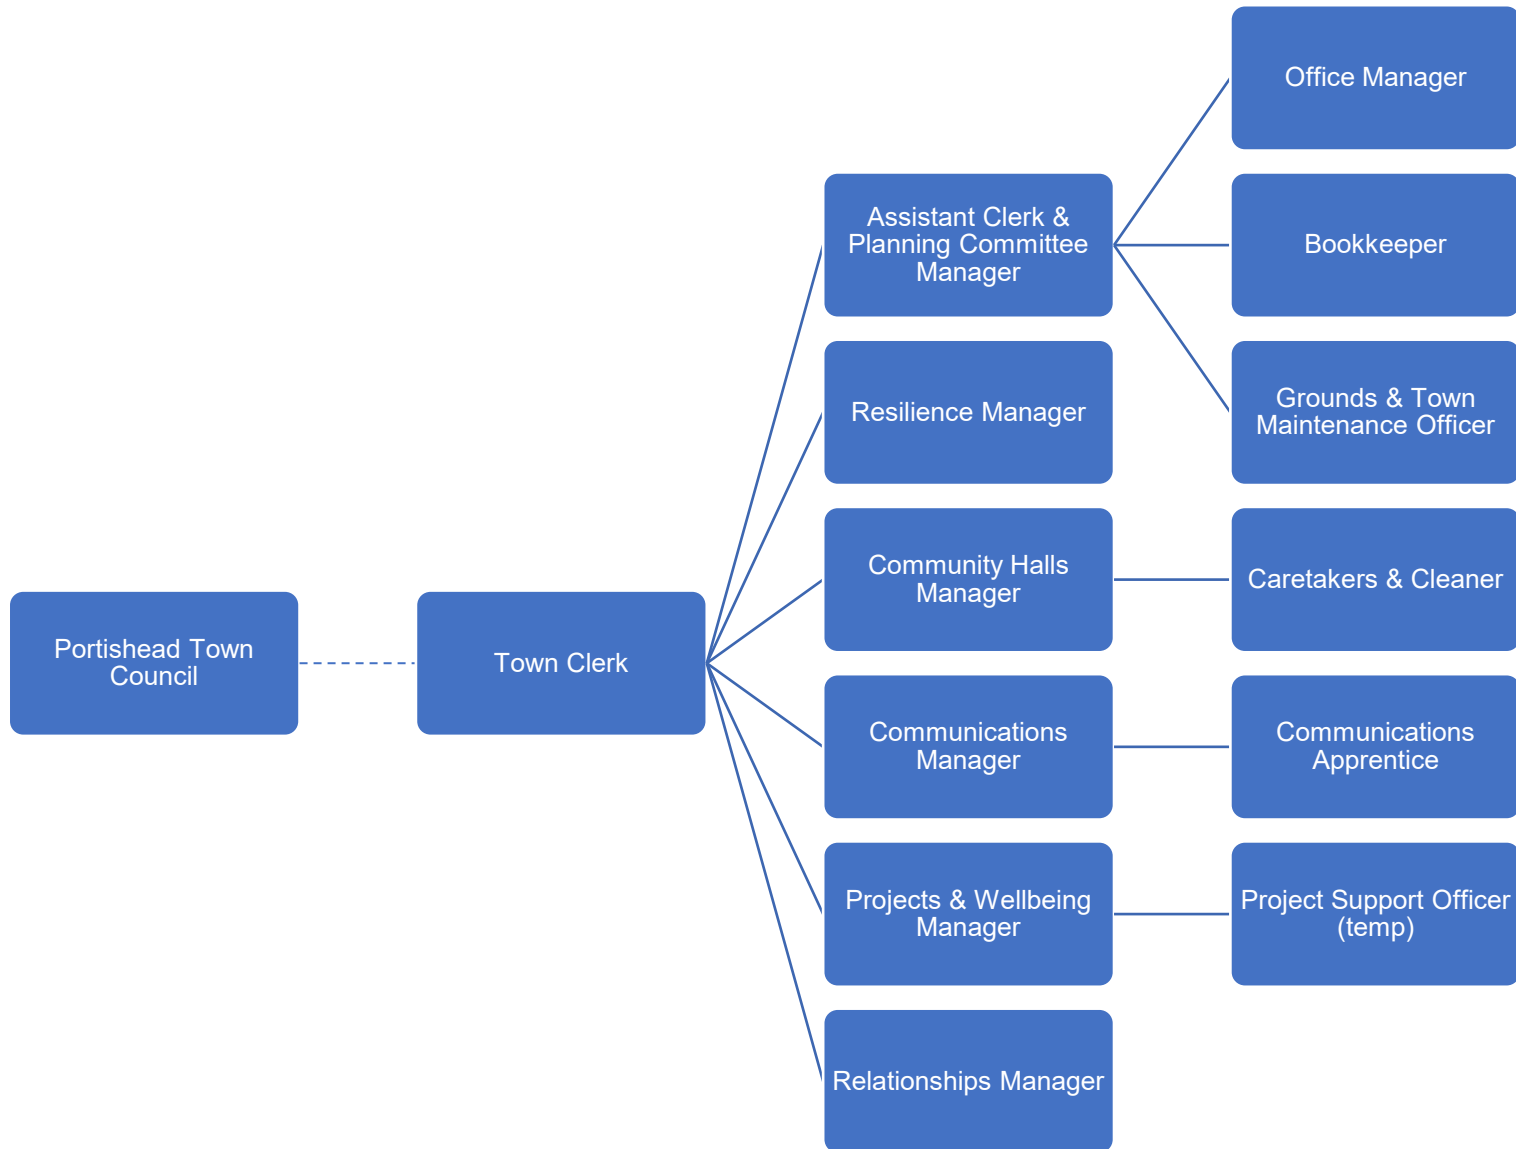 Office Manager
Assistant Clerk &
Planning Committee
Manager
Bookkeeper
Resilience Manager
Grounds & Town
Maintenance Officer
Community Halls
Manager
Caretakers & Cleaner
Portishead Town
Council
Town Clerk
Communications
Manager
Communications
Apprentice
Projects & Wellbeing
Manager
Project Support Officer
(temp)
Relationships Manager